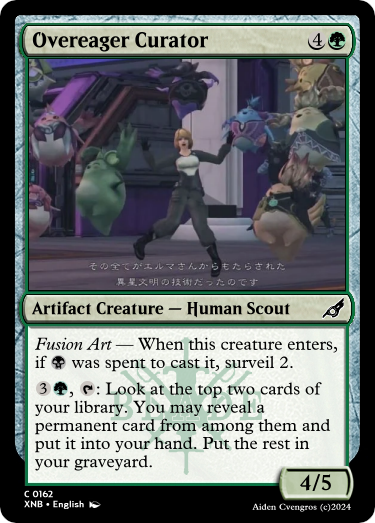 Overeager Curator 4
その全てがエルマさんからもたらされた
異星文明の技術だったのです
Artifact Creature — Human Scout
Fusion Art — When this creature enters,
if was spent to cast it, surveil 2.
3 , : Look at the top two cards of
your library. You may reveal a
permanent card from among them and
put it into your hand. Put the rest in
your graveyard.
4/5
C 0162
XNB • English
Aiden Cvengros (c)2024